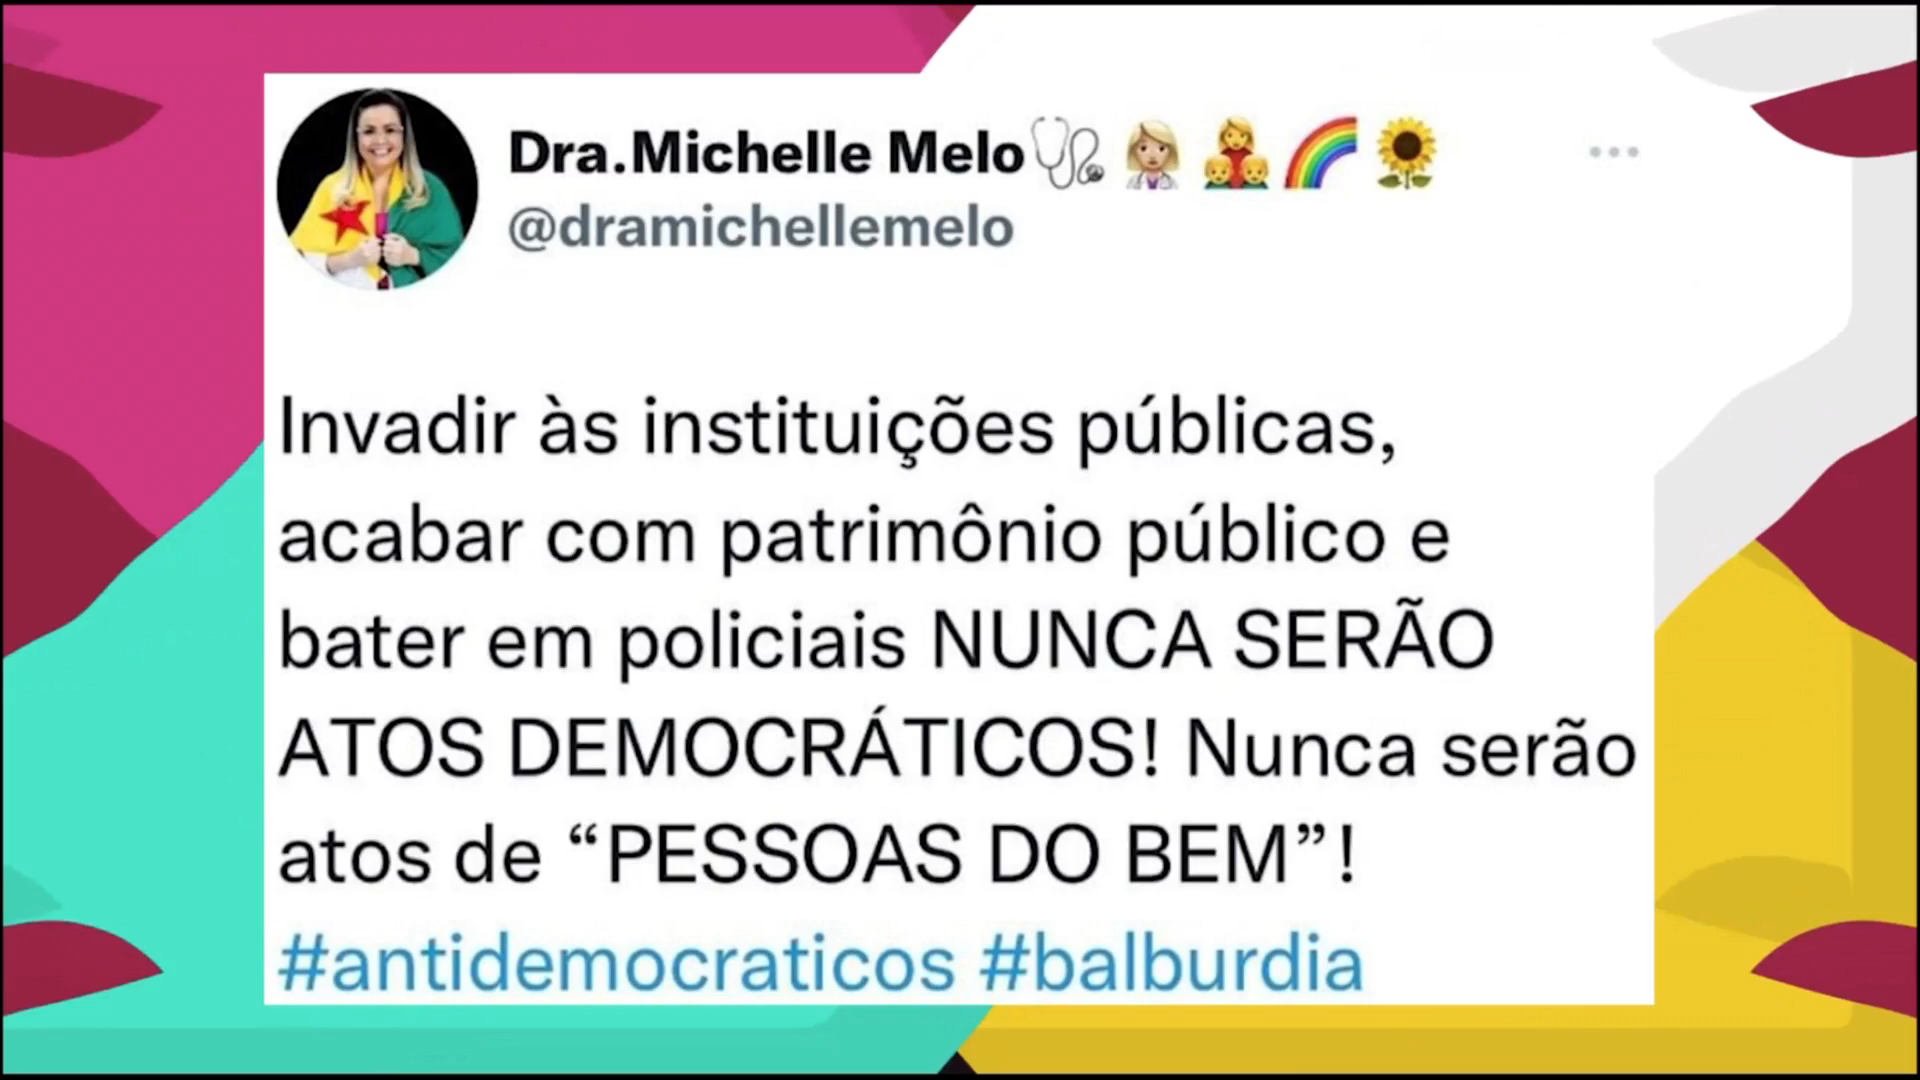 Dra.Michelle Melo🩺👩🏼‍⚕️👩‍👦‍👦🌈🌻
@dramichellemelo
Invadir às instituições públicas,
acabar com patrimônio público e
bater em policiais NUNCA SERÃO
ATOS DEMOCRÁTICOS! Nunca serão
atos de “PESSOAS DO BEM”!
#antidemocraticos #balburdia